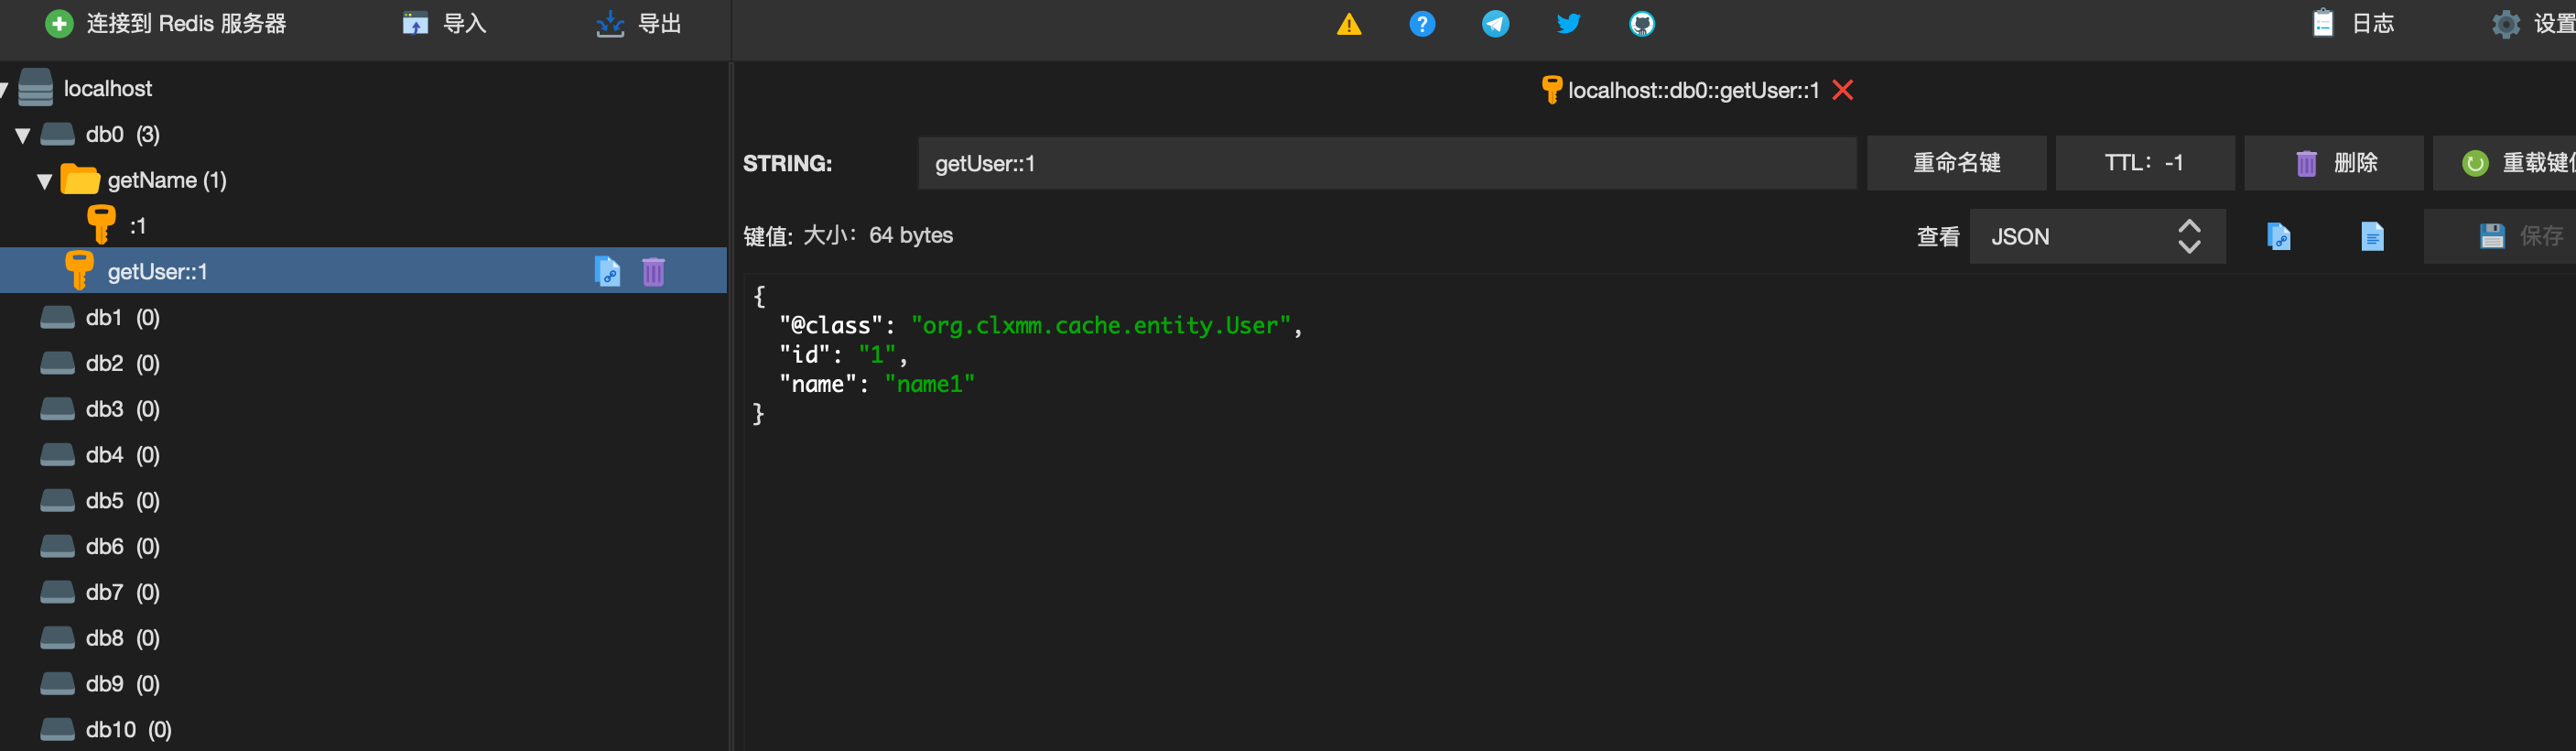 连接到 Redis 服务器 导入 导出 日志 设置
localhost
db0 (3)
getName (1)
:1
getUser::1
db1 (0)
db2 (0)
db3 (0)
db4 (0)
db5 (0)
db6 (0)
db7 (0)
db8 (0)
db9 (0)
db10 (0)
localhost::db0::getUser::1
STRING: getUser::1 重命名键 TTL: -1 删除 重载键值
键值: 大小: 64 bytes 查看 JSON 保存
{
"@class": "org.clxmm.cache.entity.User",
"id": "1",
"name": "name1"
}